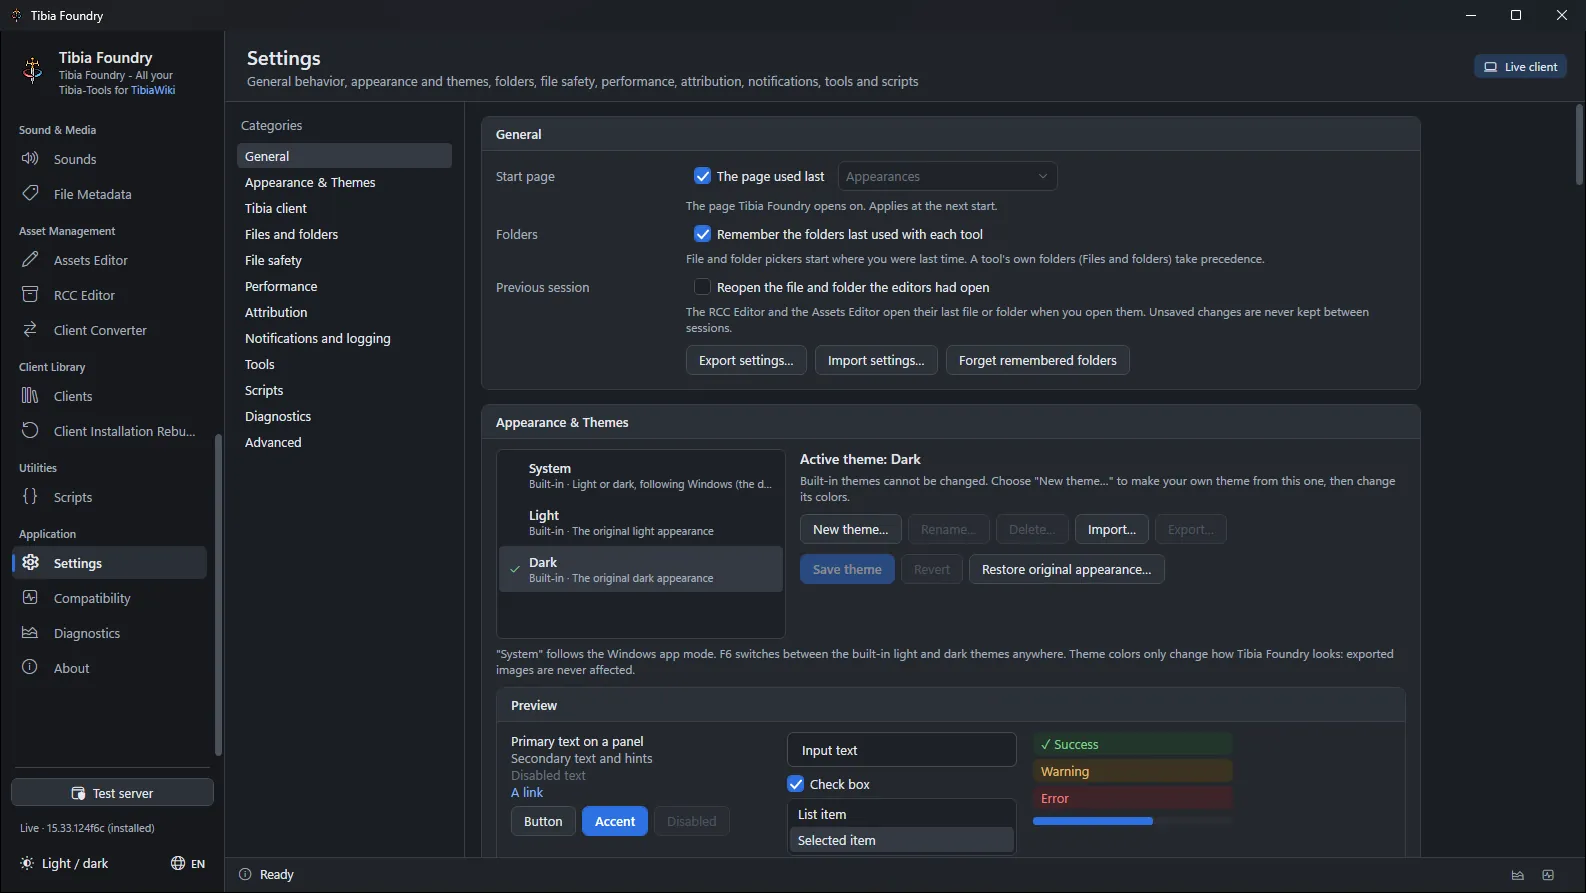 Tibia Foundry
Tibia Foundry
Tibia Foundry - All your
Tibia-Tools for TibiaWiki
Sound & Media
Sounds
File Metadata
Asset Management
Assets Editor
RCC Editor
Client Converter
Client Library
Clients
Client Installation Rebu...
Utilities
Scripts
Application
Settings
Compatibility
Diagnostics
About
Test server
Live · 15.33.124f6c (installed)
Light / dark
EN
Settings
General behavior, appearance and themes, folders, file safety, performance, attribution, notifications, tools and scripts
Live client
Categories
General
Appearance & Themes
Tibia client
Files and folders
File safety
Performance
Attribution
Notifications and logging
Tools
Scripts
Diagnostics
Advanced
General
Start page
The page used last
Appearances
The page Tibia Foundry opens on. Applies at the next start.
Folders
Remember the folders last used with each tool
File and folder pickers start where you were last time. A tool's own folders (Files and folders) take precedence.
Previous session
Reopen the file and folder the editors had open
The RCC Editor and the Assets Editor open their last file or folder when you open them. Unsaved changes are never kept between
sessions.
Export settings...
Import settings...
Forget remembered folders
Appearance & Themes
System
Built-in · Light or dark, following Windows (the d...
Light
Built-in · The original light appearance
Dark
Built-in · The original dark appearance
Active theme: Dark
Built-in themes cannot be changed. Choose "New theme..." to make your own theme from this one, then change
its colors.
New theme...
Rename...
Delete...
Import...
Export...
Save theme
Revert
Restore original appearance...
"System" follows the Windows app mode. F6 switches between the built-in light and dark themes anywhere. Theme colors only change how Tibia Foundry looks: exported
images are never affected.
Preview
Primary text on a panel
Secondary text and hints
Disabled text
A link
Button
Accent
Disabled
Input text
Check box
List item
Selected item
✓ Success
Warning
Error
Ready